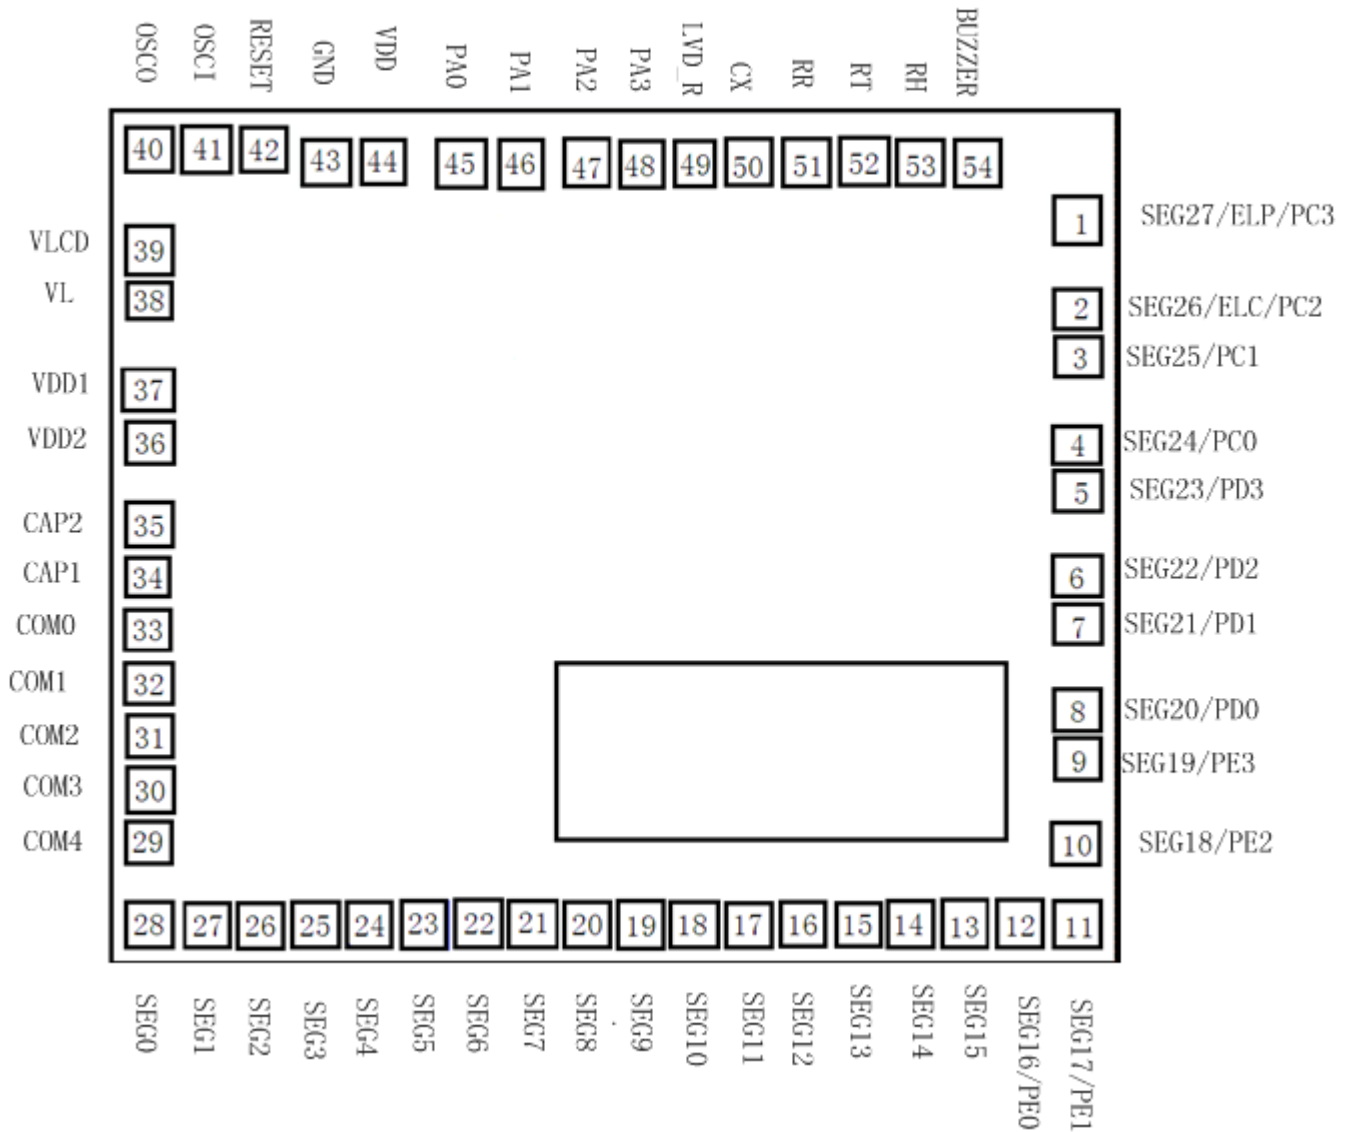 OSCO
OSCI
RESET
GND
VDD
PA0
PA1
PA2
PA3
LVD_R
CX
RR
RT
RH
BUZZER
40
41
42
43
44
45
46
47
48
49
50
51
52
53
54
VLCD
39
VL
38
VDD1
37
VDD2
36
CAP2
35
CAP1
34
COM0
33
COM1
32
COM2
31
COM3
30
COM4
29
1 SEG27/ELP/PC3
2 SEG26/ELC/PC2
3 SEG25/PC1
4 SEG24/PC0
5 SEG23/PD3
6 SEG22/PD2
7 SEG21/PD1
8 SEG20/PD0
9 SEG19/PE3
10 SEG18/PE2
28
27
26
25
24
23
22
21
20
19
18
17
16
15
14
13
12
11
SEG0
SEG1
SEG2
SEG3
SEG4
SEG5
SEG6
SEG7
SEG8
SEG9
SEG10
SEG11
SEG12
SEG13
SEG14
SEG15
SEG16/PE0
SEG17/PE1